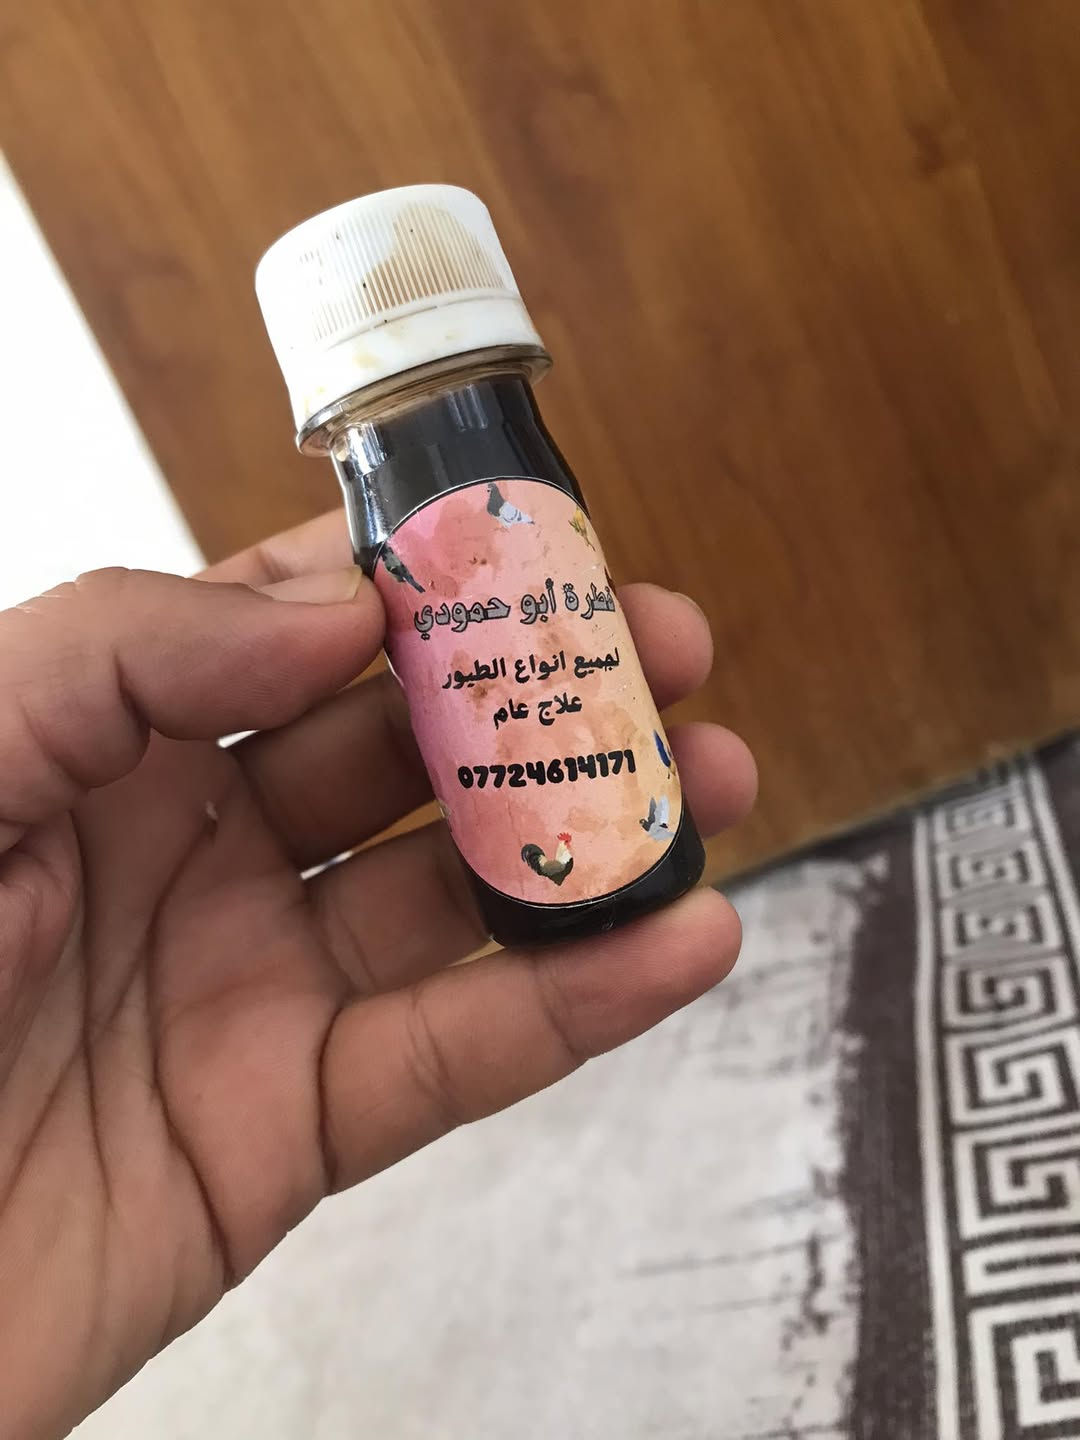 قطرة أبو حمودي
لجميع انواع الطيور
علاج عام
07724614171